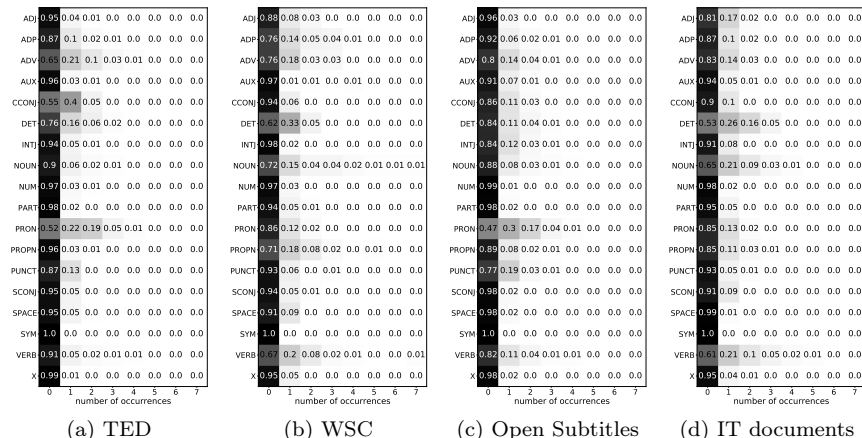 ADJ 0.95 0.04 0.01 0.0 0.0 0.0 0.0 0.0
ADP 0.87 0.1 0.02 0.01 0.0 0.0 0.0 0.0
ADV 0.65 0.21 0.1 0.03 0.01 0.0 0.0 0.0
AUX 0.96 0.03 0.01 0.0 0.0 0.0 0.0 0.0
CCONJ 0.55 0.4 0.05 0.0 0.0 0.0 0.0 0.0
DET 0.76 0.16 0.06 0.02 0.0 0.0 0.0 0.0
INTJ 0.94 0.05 0.01 0.0 0.0 0.0 0.0 0.0
NOUN 0.9 0.06 0.02 0.01 0.0 0.0 0.0 0.0
NUM 0.97 0.03 0.01 0.0 0.0 0.0 0.0 0.0
PART 0.98 0.02 0.0 0.0 0.0 0.0 0.0 0.0
PRON 0.52 0.22 0.19 0.05 0.01 0.0 0.0 0.0
PROPN 0.96 0.03 0.01 0.0 0.0 0.0 0.0 0.0
PUNCT 0.87 0.13 0.0 0.0 0.0 0.0 0.0 0.0
SCONJ 0.95 0.05 0.0 0.0 0.0 0.0 0.0 0.0
SPACE 0.95 0.05 0.0 0.0 0.0 0.0 0.0 0.0
SYM 1.0 0.0 0.0 0.0 0.0 0.0 0.0 0.0
VERB 0.91 0.05 0.02 0.01 0.01 0.0 0.0 0.0
X 0.99 0.01 0.0 0.0 0.0 0.0 0.0 0.0
0 1 2 3 4 5 6 7
number of occurrences
(a) TED
ADJ 0.88 0.08 0.03 0.0 0.0 0.0 0.0 0.0
ADP 0.76 0.14 0.05 0.04 0.01 0.0 0.0 0.0
ADV 0.76 0.18 0.03 0.03 0.0 0.0 0.0 0.0
AUX 0.97 0.01 0.01 0.01 0.0 0.01 0.0 0.0
CCONJ 0.94 0.06 0.0 0.0 0.0 0.0 0.0 0.0
DET 0.62 0.33 0.05 0.0 0.0 0.0 0.0 0.0
INTJ 0.98 0.02 0.0 0.0 0.0 0.0 0.0 0.0
NOUN 0.72 0.15 0.04 0.04 0.02 0.01 0.01 0.01
NUM 0.97 0.03 0.0 0.0 0.0 0.0 0.0 0.0
PART 0.94 0.05 0.01 0.0 0.0 0.0 0.0 0.0
PRON 0.86 0.12 0.02 0.0 0.0 0.0 0.0 0.0
PROPN 0.71 0.18 0.08 0.02 0.0 0.01 0.0 0.0
PUNCT 0.93 0.06 0.0 0.01 0.0 0.0 0.0 0.0
SCONJ 0.94 0.05 0.01 0.0 0.0 0.0 0.0 0.0
SPACE 0.91 0.09 0.0 0.0 0.0 0.0 0.0 0.0
SYM 1.0 0.0 0.0 0.0 0.0 0.0 0.0 0.0
VERB 0.67 0.2 0.08 0.02 0.01 0.0 0.0 0.01
X 0.95 0.05 0.0 0.0 0.0 0.0 0.0 0.0
0 1 2 3 4 5 6 7
number of occurrences
(b) WSC
ADJ 0.96 0.03 0.0 0.0 0.0 0.0 0.0 0.0
ADP 0.92 0.06 0.02 0.0 0.0 0.0 0.0 0.0
ADV 0.8 0.14 0.04 0.01 0.0 0.0 0.0 0.0
AUX 0.91 0.07 0.01 0.0 0.0 0.0 0.0 0.0
CCONJ 0.86 0.11 0.03 0.0 0.0 0.0 0.0 0.0
DET 0.84 0.11 0.04 0.01 0.0 0.0 0.0 0.0
INTJ 0.84 0.12 0.03 0.0 0.0 0.0 0.0 0.0
NOUN 0.88 0.08 0.03 0.01 0.0 0.0 0.0 0.0
NUM 0.99 0.01 0.0 0.0 0.0 0.0 0.0 0.0
PART 0.98 0.02 0.0 0.0 0.0 0.0 0.0 0.0
PRON 0.47 0.3 0.17 0.04 0.01 0.0 0.0 0.0
PROPN 0.89 0.08 0.02 0.01 0.0 0.0 0.0 0.0
PUNCT 0.77 0.19 0.03 0.01 0.0 0.0 0.0 0.0
SCONJ 0.98 0.02 0.0 0.0 0.0 0.0 0.0 0.0
SPACE 0.98 0.02 0.0 0.0 0.0 0.0 0.0 0.0
SYM 1.0 0.0 0.0 0.0 0.0 0.0 0.0 0.0
VERB 0.82 0.11 0.04 0.01 0.01 0.0 0.0 0.0
X 0.98 0.02 0.0 0.0 0.0 0.0 0.0 0.0
0 1 2 3 4 5 6 7
number of occurrences
(c) Open Subtitles
ADJ 0.81 0.17 0.02 0.0 0.0 0.0 0.0 0.0
ADP 0.87 0.1 0.02 0.01 0.0 0.0 0.0 0.0
ADV 0.83 0.14 0.03 0.0 0.0 0.0 0.0 0.0
AUX 0.94 0.05 0.01 0.0 0.0 0.0 0.0 0.0
CCONJ 0.9 0.1 0.0 0.0 0.0 0.0 0.0 0.0
DET 0.53 0.26 0.16 0.05 0.0 0.0 0.0 0.0
INTJ 0.91 0.08 0.0 0.0 0.0 0.0 0.0 0.0
NOUN 0.65 0.21 0.09 0.03 0.01 0.0 0.0 0.0
NUM 0.98 0.02 0.0 0.0 0.0 0.0 0.0 0.0
PART 0.95 0.05 0.0 0.0 0.0 0.0 0.0 0.0
PRON 0.85 0.13 0.02 0.0 0.0 0.0 0.0 0.0
PROPN 0.85 0.11 0.03 0.01 0.0 0.0 0.0 0.0
PUNCT 0.93 0.05 0.01 0.0 0.0 0.0 0.0 0.0
SCONJ 0.91 0.09 0.0 0.0 0.0 0.0 0.0 0.0
SPACE 0.99 0.01 0.0 0.0 0.0 0.0 0.0 0.0
SYM 1.0 0.0 0.0 0.0 0.0 0.0 0.0 0.0
VERB 0.61 0.21 0.1 0.05 0.02 0.01 0.0 0.0
X 0.95 0.04 0.01 0.0 0.0 0.0 0.0 0.0
0 1 2 3 4 5 6 7
number of occurrences
(d) IT documents